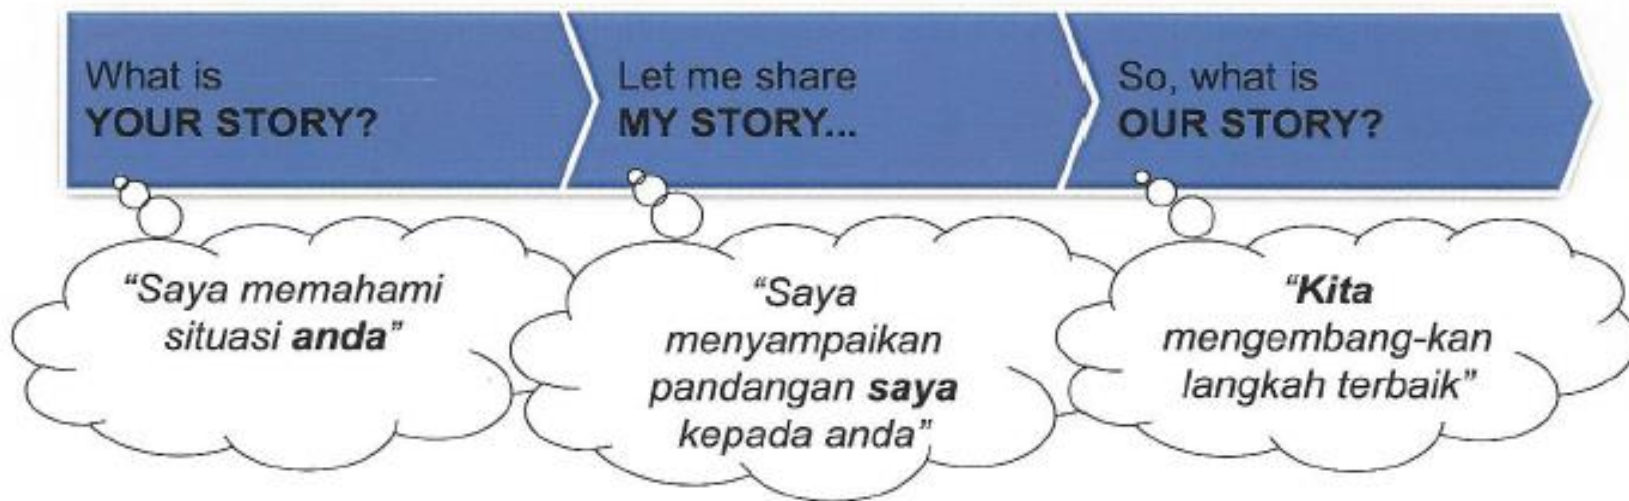 What is
YOUR STORY?
Let me share
MY STORY...
So, what is
OUR STORY?
“Saya memahami
situasi anda”
“Saya
menyampaikan
pandangan saya
kepada anda”
“Kita
mengembang-kan
langkah terbaik”